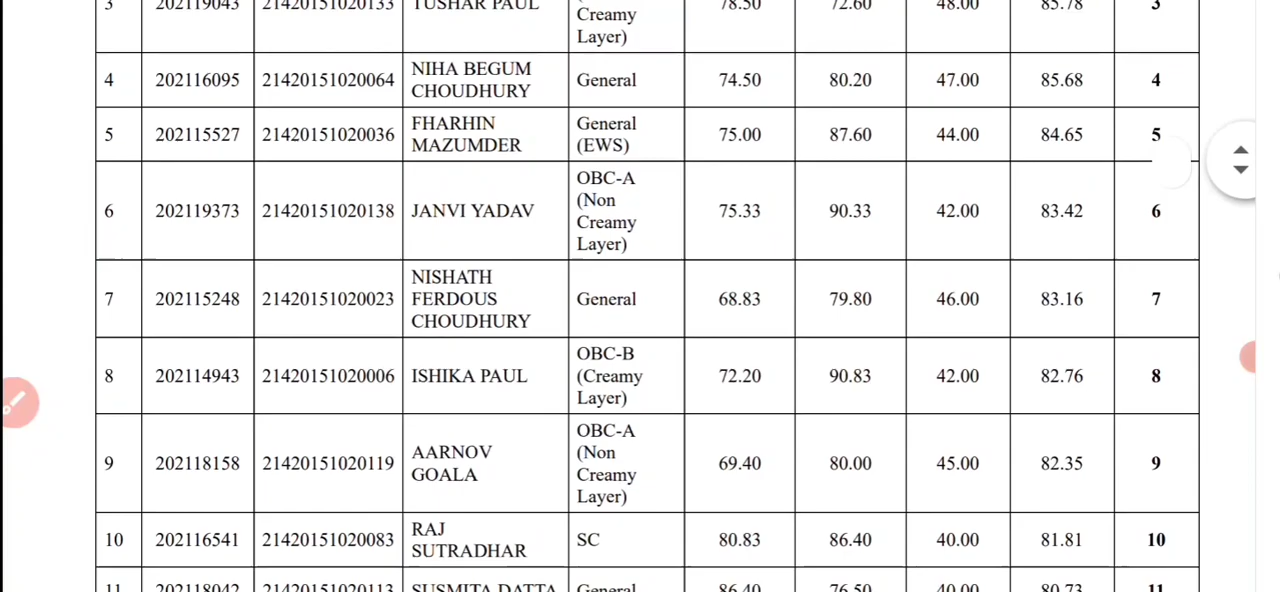 3 202119043 21420151020133 TUSHAR PAUL Creamy Layer) 78.50 72.60 48.00 85.78 3
4 202116095 21420151020064 NIHA BEGUM CHOUDHURY General 74.50 80.20 47.00 85.68 4
5 202115527 21420151020036 FHARHIN MAZUMDER General (EWS) 75.00 87.60 44.00 84.65 5
6 202119373 21420151020138 JANVI YADAV OBC-A (Non Creamy Layer) 75.33 90.33 42.00 83.42 6
7 202115248 21420151020023 NISHATH FERDOUS CHOUDHURY General 68.83 79.80 46.00 83.16 7
8 202114943 21420151020006 ISHIKA PAUL OBC-B (Creamy Layer) 72.20 90.83 42.00 82.76 8
9 202118158 21420151020119 AARNOV GOALA OBC-A (Non Creamy Layer) 69.40 80.00 45.00 82.35 9
10 202116541 21420151020083 RAJ SUTRADHAR SC 80.83 86.40 40.00 81.81 10
11 202118042 21420151020113 SUSMITA DATTA General 86.40 76.50 40.00 80.73 11